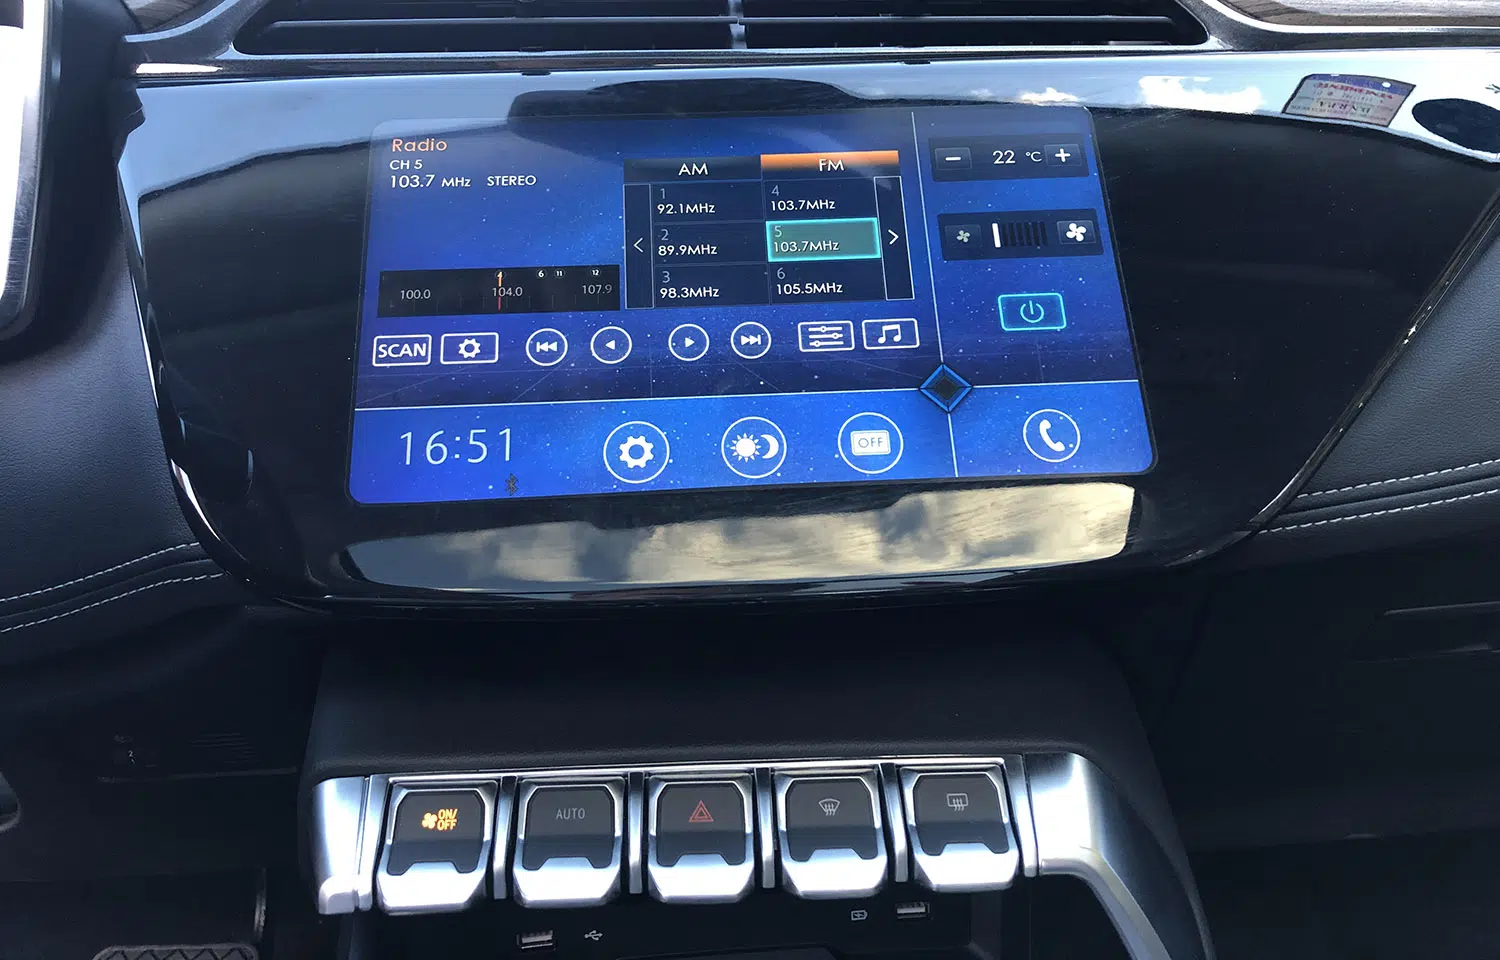 Radio
CH 5
103.7 MHz STEREO
AM FM
1
92.1MHz
4
103.7MHz
2
89.9MHz
5
103.7MHz
3
98.3MHz
6
105.5MHz
22 °C
1 6 11 12
100.0 104.0 107.9
SCAN
16:51
OFF
ON/
OFF
AUTO
2